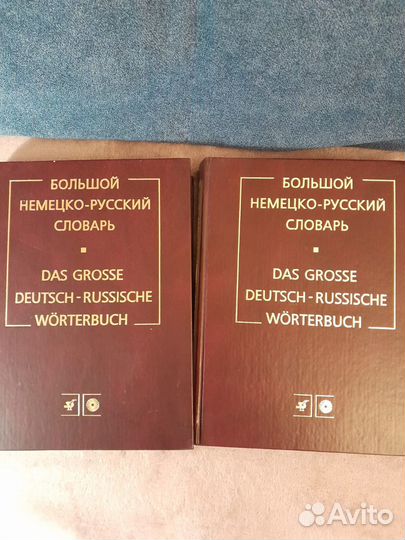 БОЛЬШОЙ
НЕМЕЦКО-РУССКИЙ
СЛОВАРЬ
DAS GROSSE
DEUTSCH-RUSSISCHE
WÖRTERBUCH
БОЛЬШОЙ
НЕМЕЦКО-РУССКИЙ
СЛОВАРЬ
DAS GROSSE
DEUTSCH-RUSSISCHE
WÖRTERBUCH
Avito